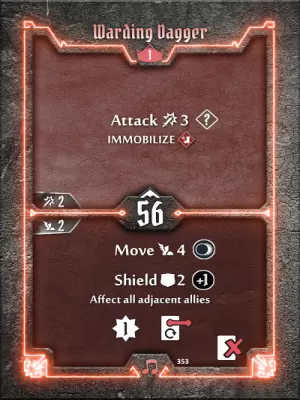 Warding Dagger
1
Attack 3 ?
IMMOBILIZE
2
56
2
Move 4
Shield 2 +1
Affect all adjacent allies
1
353